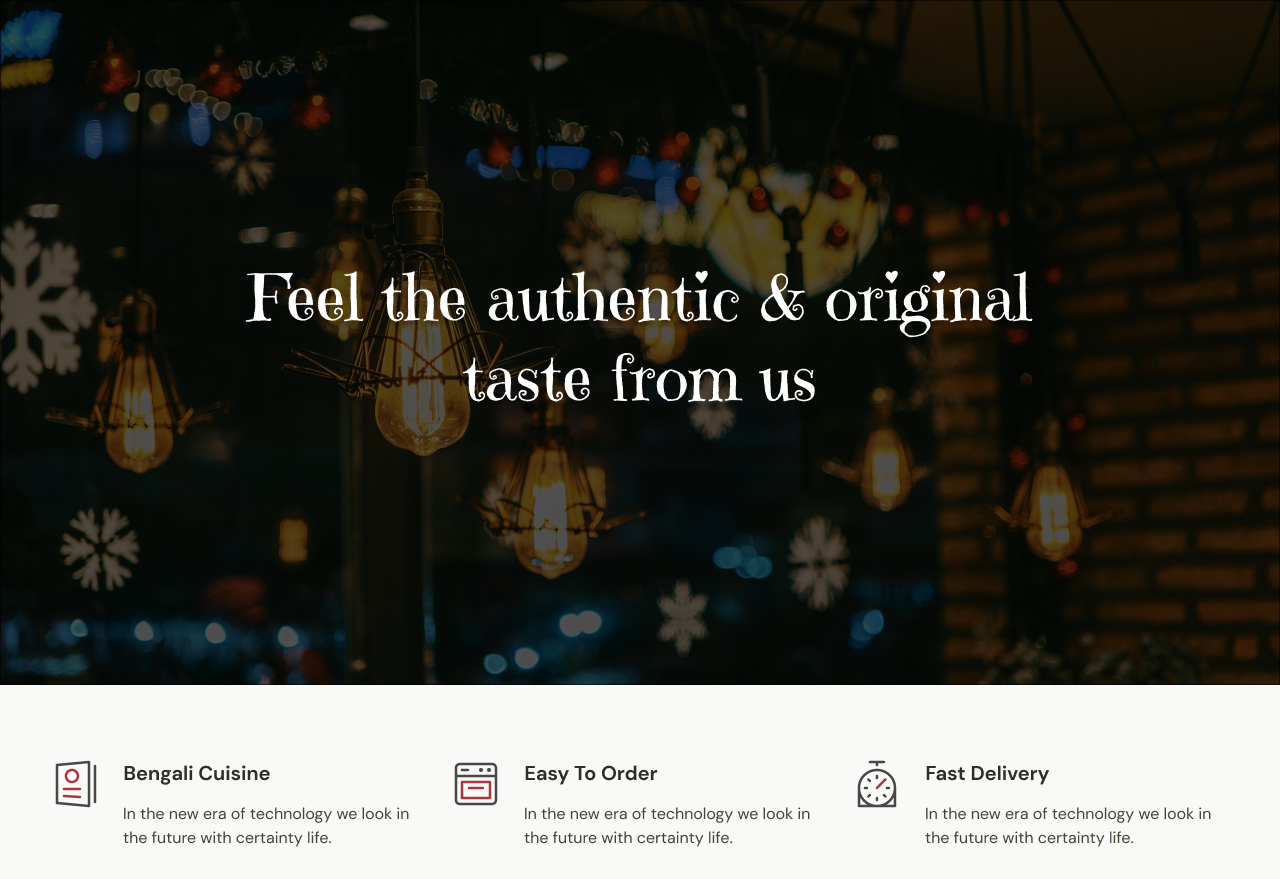 Feel the authentic & original
taste from us
Bengali Cuisine
In the new era of technology we look in
the future with certainty life.
Easy To Order
In the new era of technology we look in
the future with certainty life.
Fast Delivery
In the new era of technology we look in
the future with certainty life.